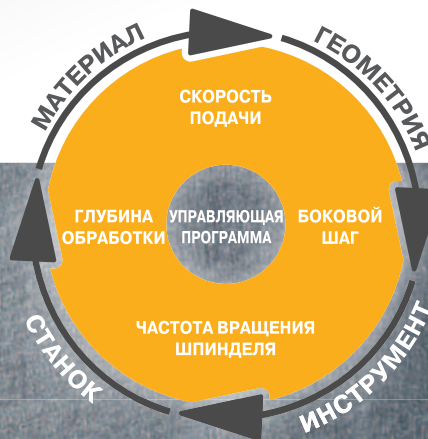 МАТЕРИАЛ
ГЕОМЕТРИЯ
СКОРОСТЬ
ПОДАЧИ
ГЛУБИНА
ОБРАБОТКИ
УПРАВЛЯЮЩАЯ
ПРОГРАММА
БОКОВОЙ
ШАГ
ЧАСТОТА ВРАЩЕНИЯ
ШПИНДЕЛЯ
СТАНОК
ИНСТРУМЕНТ